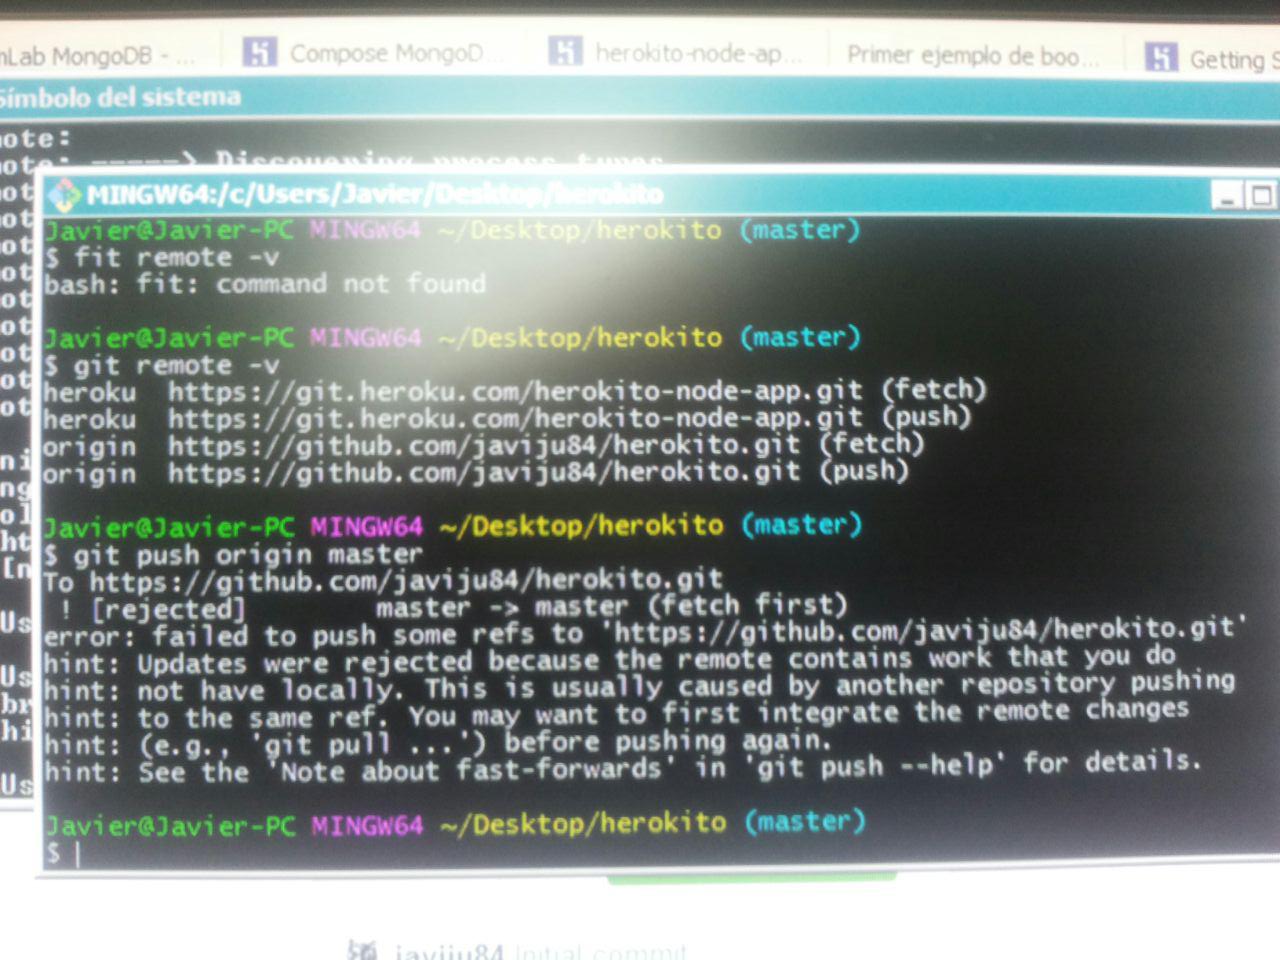 mLab MongoDB - ...
Compose MongoD
herokito-node-ap...
Primer ejemplo de boo...
Getting S
Símbolo del sistema
note:
-----> Discovering process types
MINGW64:/c/Users/Javier/Desktop/herokito
Javier@Javier-PC MINGW64 ~/Desktop/herokito (master)
$ fit remote -v
bash: fit: command not found
Javier@Javier-PC MINGW64 ~/Desktop/herokito (master)
$ git remote -v
heroku https://git.heroku.com/herokito-node-app.git (fetch)
heroku https://git.heroku.com/herokito-node-app.git (push)
origin https://github.com/javiju84/herokito.git (fetch)
origin https://github.com/javiju84/herokito.git (push)
Javier@Javier-PC MINGW64 ~/Desktop/herokito (master)
$ git push origin master
To https://github.com/javiju84/herokito.git
! [rejected] master -> master (fetch first)
error: failed to push some refs to 'https://github.com/javiju84/herokito.git'
hint: Updates were rejected because the remote contains work that you do
hint: not have locally. This is usually caused by another repository pushing
hint: to the same ref. You may want to first integrate the remote changes
hint: (e.g., 'git pull ...') before pushing again.
hint: See the 'Note about fast-forwards' in 'git push --help' for details.
Javier@Javier-PC MINGW64 ~/Desktop/herokito (master)
$
javiju84 initial commit